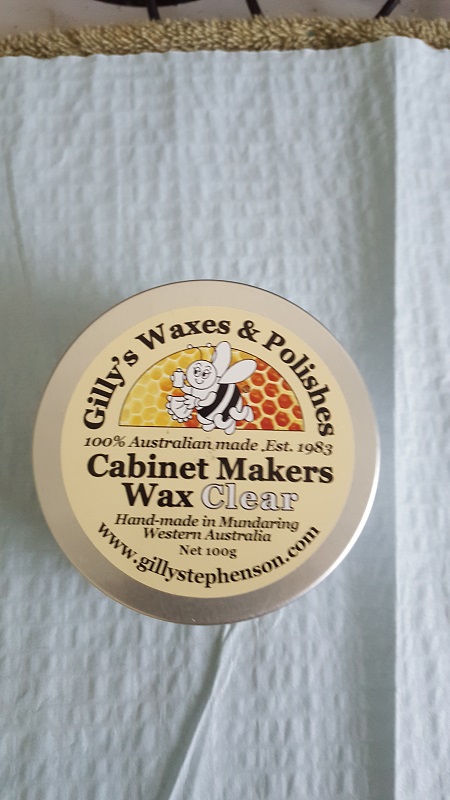 Gilly's Waxes & Polishes
100% Australian made .Est. 1983
Cabinet Makers
Wax Clear
Hand-made in Mundaring
Western Australia
Net 100g
www.gillystephenson.com